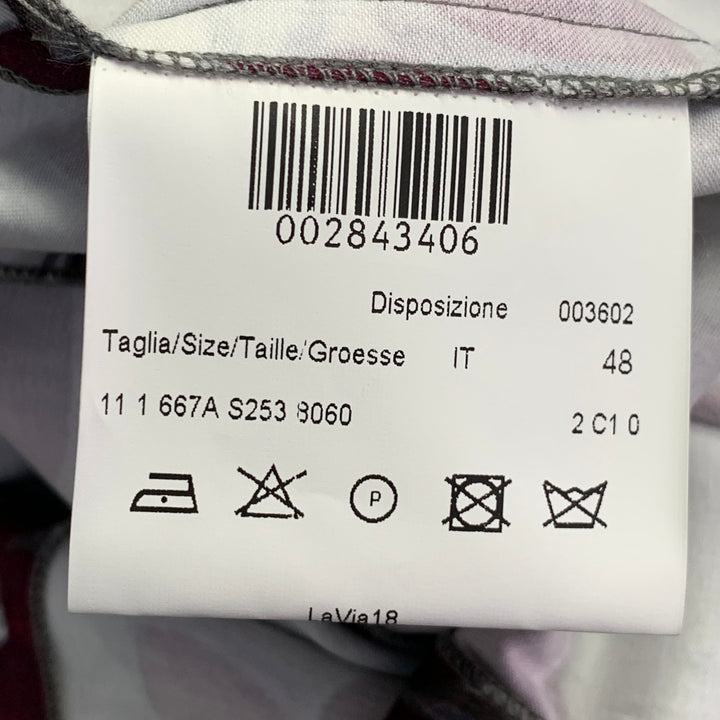 002843406
Disposizione 003602
Taglia/Size/Taille/Groesse IT 48
11 1 667A S253 8060 2 C1 0
P
LaVia18